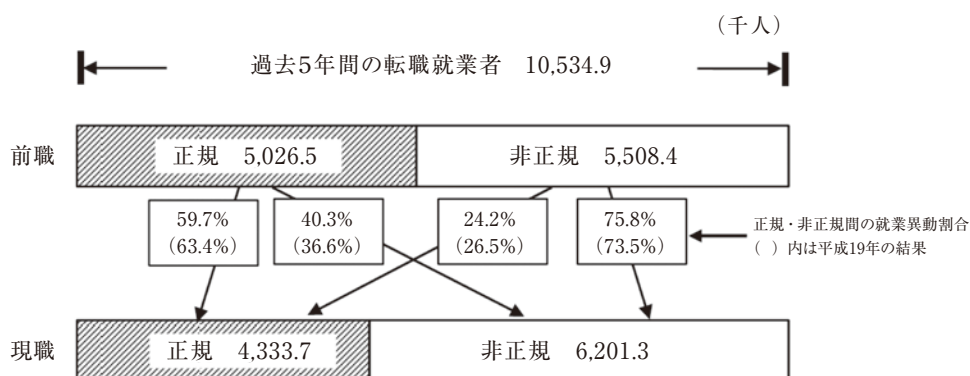 （千人）
過去5年間の転職就業者　10,534.9
前職
正規　5,026.5
非正規　5,508.4
59.7%
（63.4%）
40.3%
（36.6%）
24.2%
（26.5%）
75.8%
（73.5%）
正規・非正規間の就業異動割合
（　）内は平成19年の結果
現職
正規　4,333.7
非正規　6,201.3